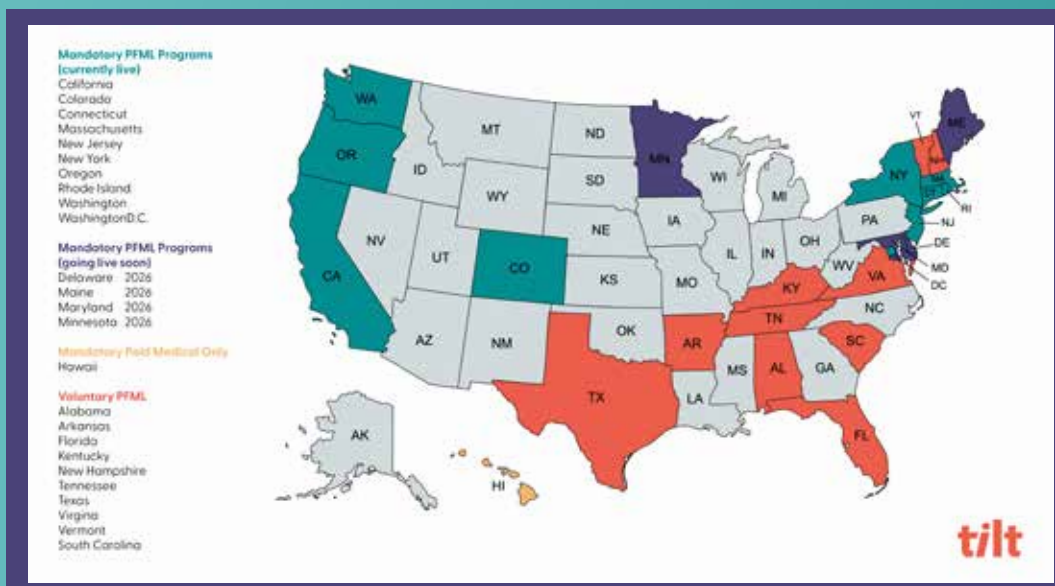 Mandatory PFML Programs
(currently live)
California
Colorado
Connecticut
Massachusetts
New Jersey
New York
Oregon
Rhode Island
Washington
WashingtonD.C.
Mandatory PFML Programs
(going live soon)
Delaware 2026
Maine 2026
Maryland 2026
Minnesota 2026
Mandatory Paid Medical Only
Hawaii
Voluntary PFML
Alabama
Arkansas
Florida
Kentucky
New Hampshire
Tennessee
Texas
Virgina
Vermont
South Carolina
WA
OR
CA
ID
NV
MT
WY
UT
AZ
CO
NM
ND
SD
NE
KS
OK
TX
MN
IA
MO
AR
LA
WI
IL
MS
MI
IN
KY
TN
AL
OH
WV
VA
NC
SC
GA
FL
PA
NY
VT
NH
ME
MA
CT
RI
NJ
DE
MD
DC
AK
HI
tilt